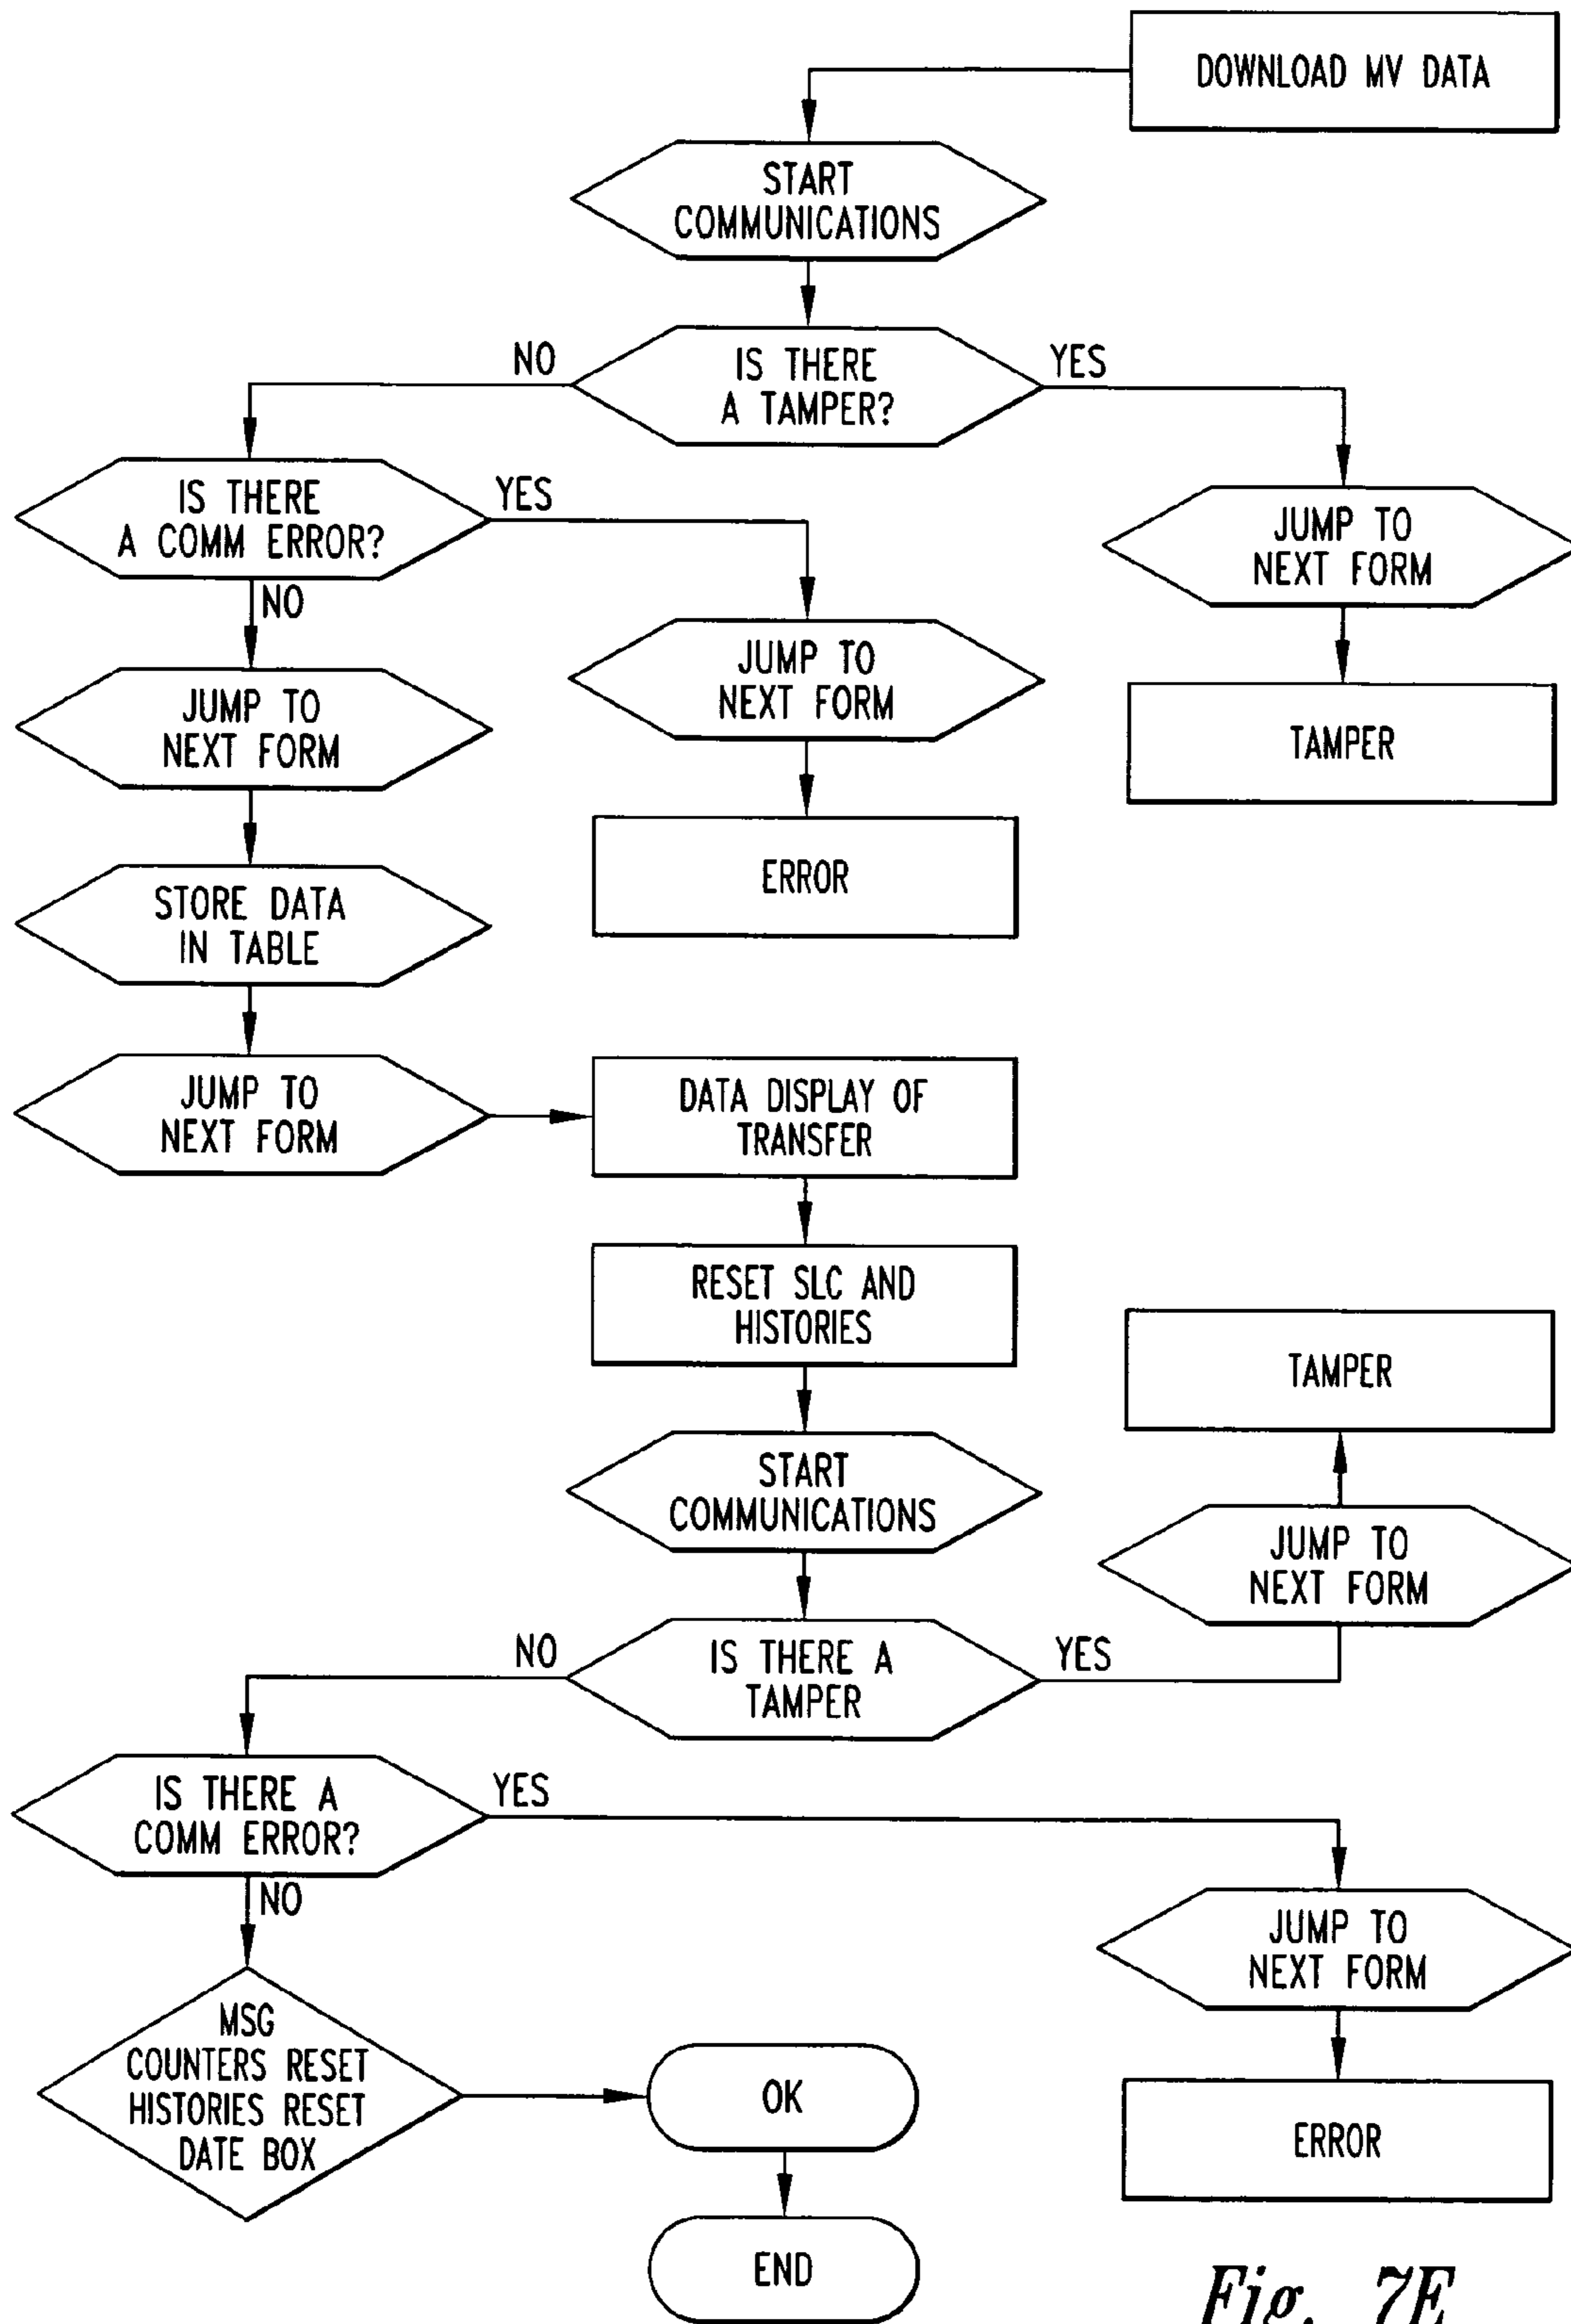 DOWNLOAD MV DATA
START
COMMUNICATIONS
IS THERE
A TAMPER?
NO
YES
IS THERE
A COMM ERROR?
YES
NO
JUMP TO
NEXT FORM
JUMP TO
NEXT FORM
JUMP TO
NEXT FORM
TAMPER
ERROR
STORE DATA
IN TABLE
JUMP TO
NEXT FORM
DATA DISPLAY OF
TRANSFER
RESET SLC AND
HISTORIES
TAMPER
START
COMMUNICATIONS
JUMP TO
NEXT FORM
NO
IS THERE A
TAMPER
YES
IS THERE A
COMM ERROR?
YES
NO
JUMP TO
NEXT FORM
MSG
COUNTERS RESET
HISTORIES RESET
DATE BOX
OK
ERROR
END
Fig. 7E